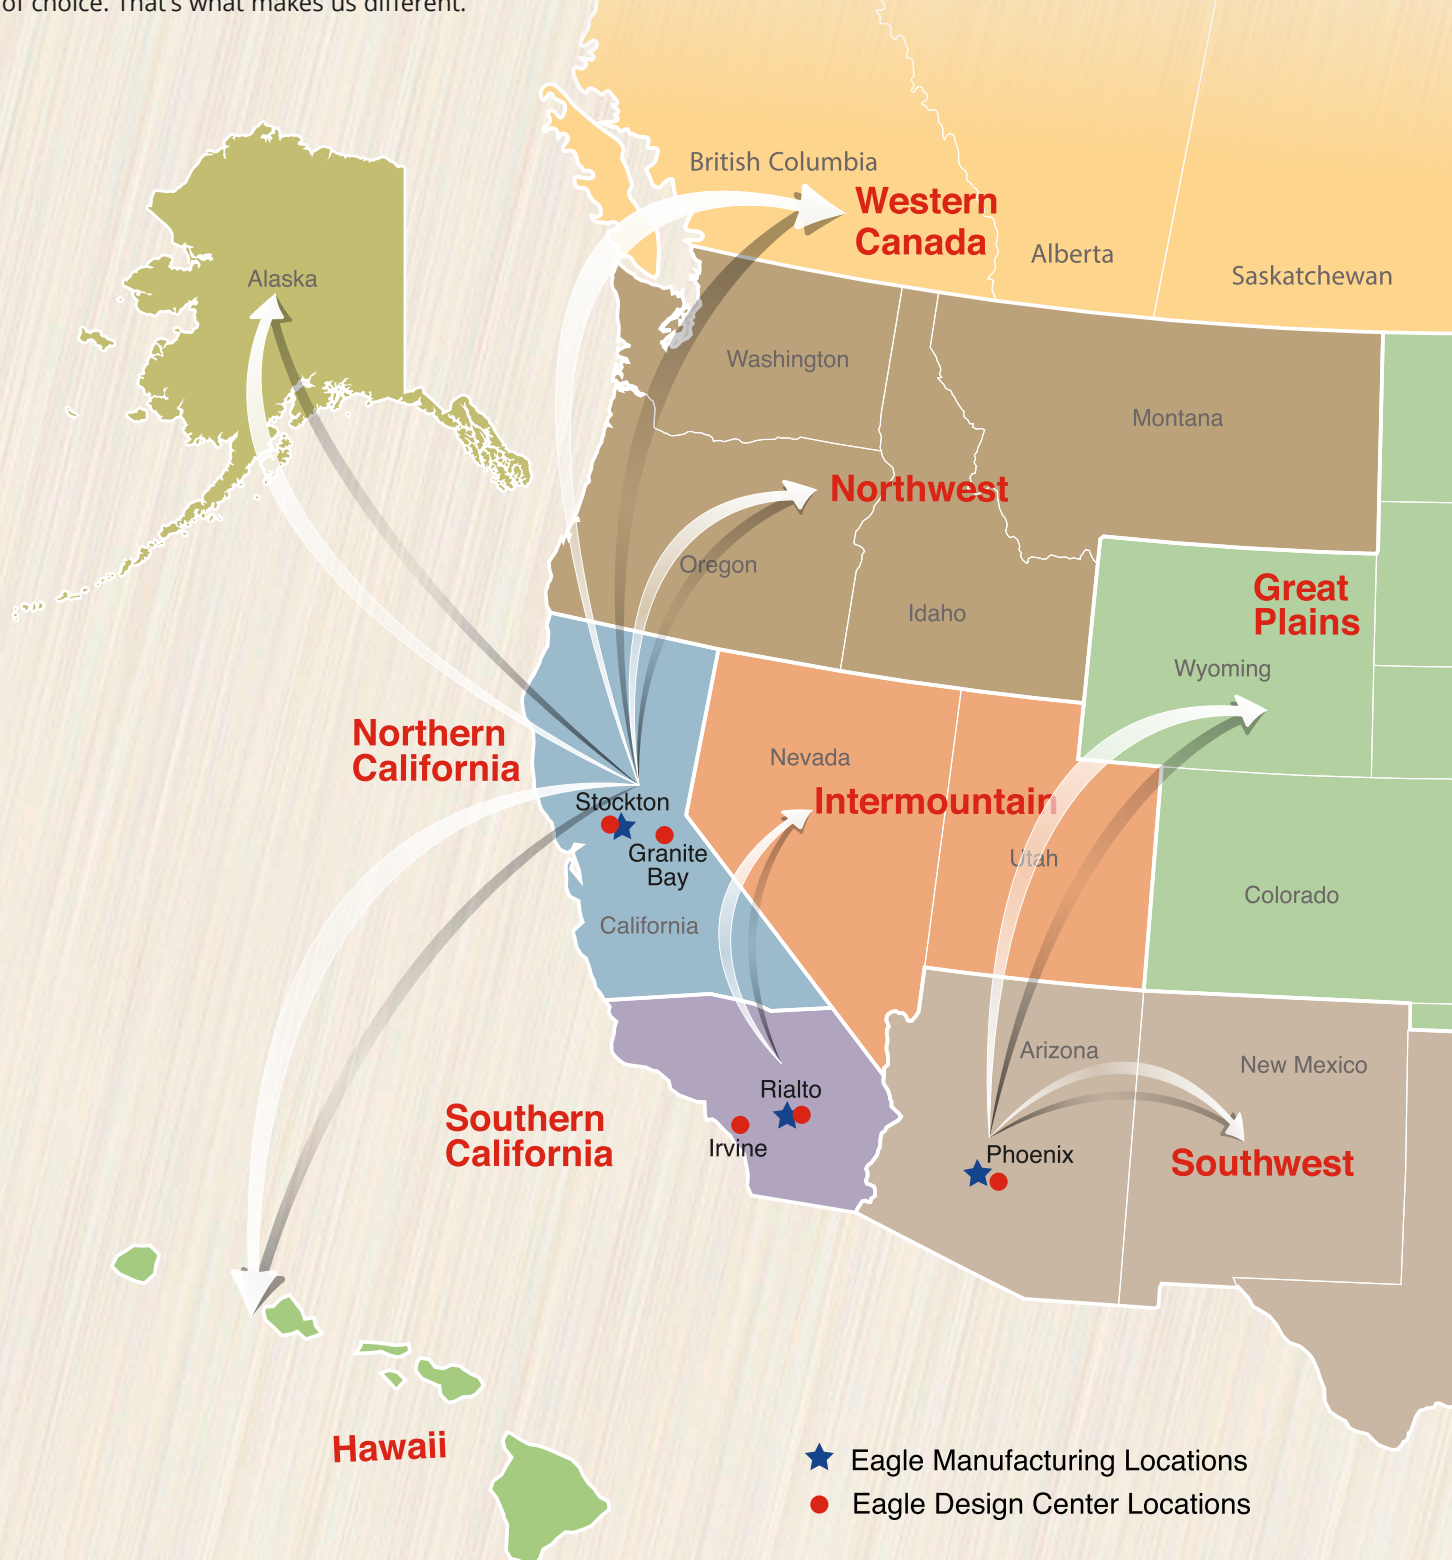 of choice. That's what makes us different.
British Columbia
Western
Canada
Alberta
Saskatchewan
Alaska
Washington
Montana
Northwest
Oregon
Idaho
Great
Plains
Wyoming
Northern
California
Nevada
Intermountain
Stockton
Granite
Bay
Utah
Colorado
California
Arizona
New Mexico
Rialto
Southern
California
Irvine
Phoenix
Southwest
Hawaii
Eagle Manufacturing Locations
Eagle Design Center Locations